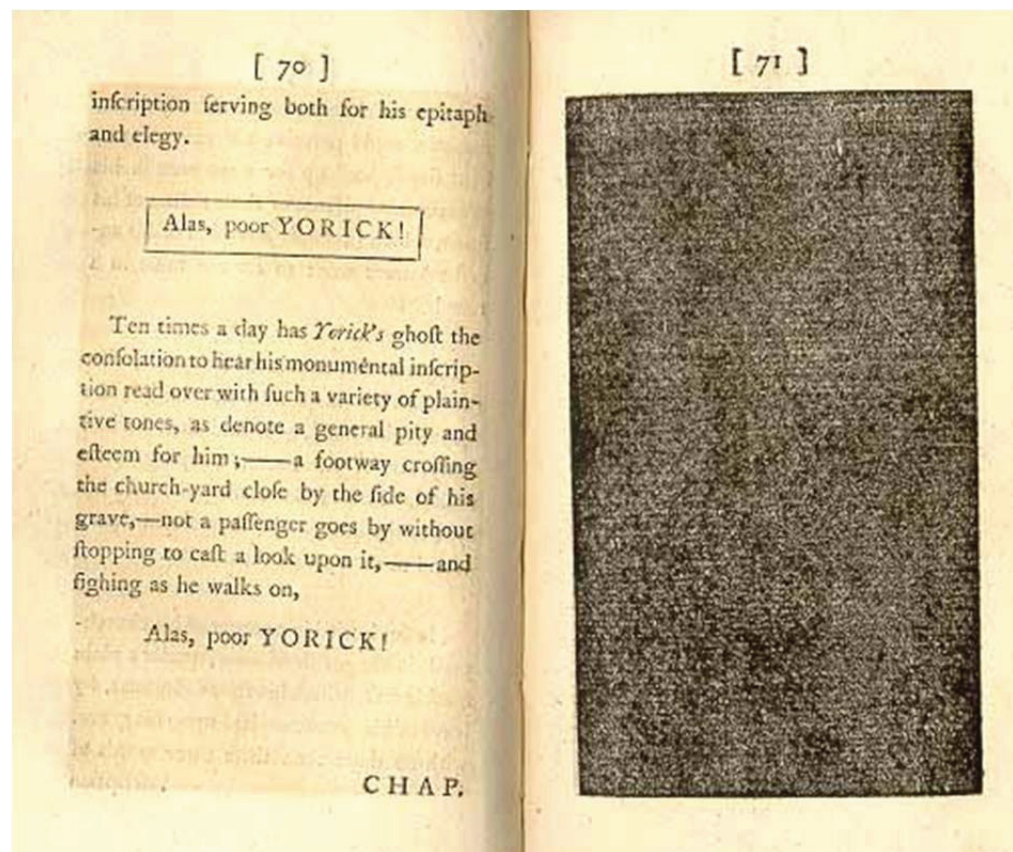 [ 70 ]
inſcription ſerving both for his epitaph
and elegy.
Alas, poor YORICK!
Ten times a day has Yorick's ghoſt the
conſolation to hear his monumental inſcrip-
tion read over with ſuch a variety of plain-
tive tones, as denote a general pity and
eſteem for him;——a footway croſſing
the church-yard cloſe by the ſide of his
grave,—not a paſſenger goes by without
ſtopping to caſt a look upon it,——and
ſighing as he walks on,
Alas, poor YORICK!
CHAP.
[ 71 ]